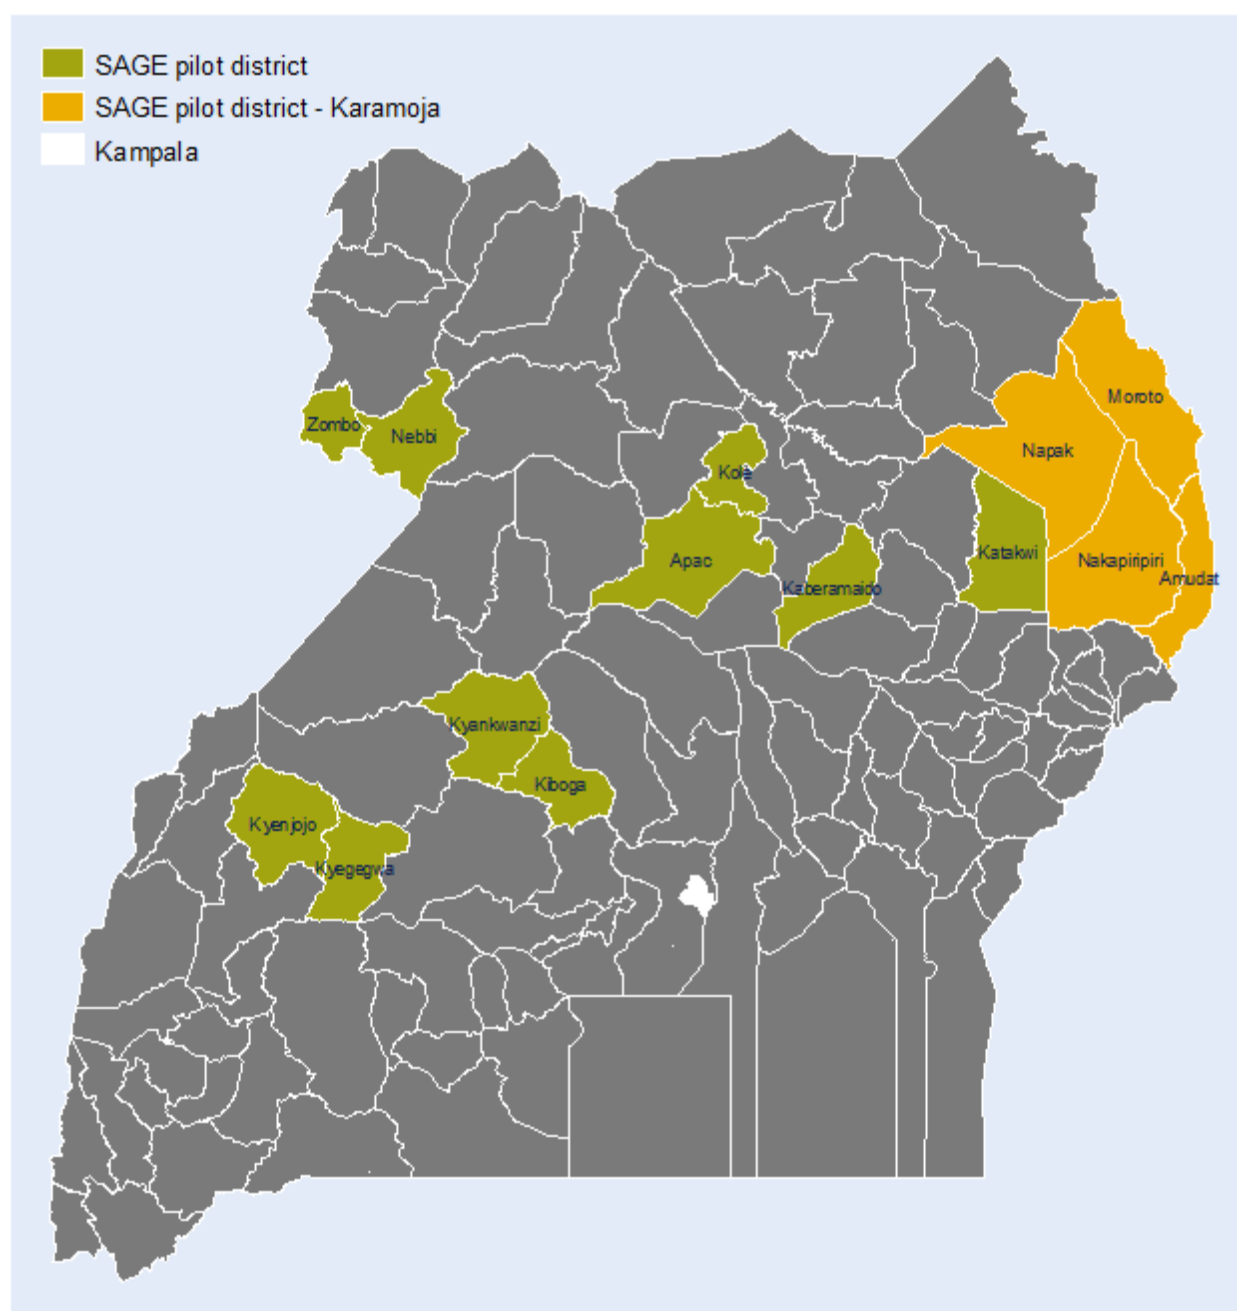 SAGE pilot district
SAGE pilot district - Karamoja
Kampala
Moroto
Zombo
Nebbi
Napak
Kole
Katakwi
Apac
Nakapiripiri
Amudat
Kaberamaido
Kyankwanzi
Kiboga
Kyenjojo
Kyegegwa